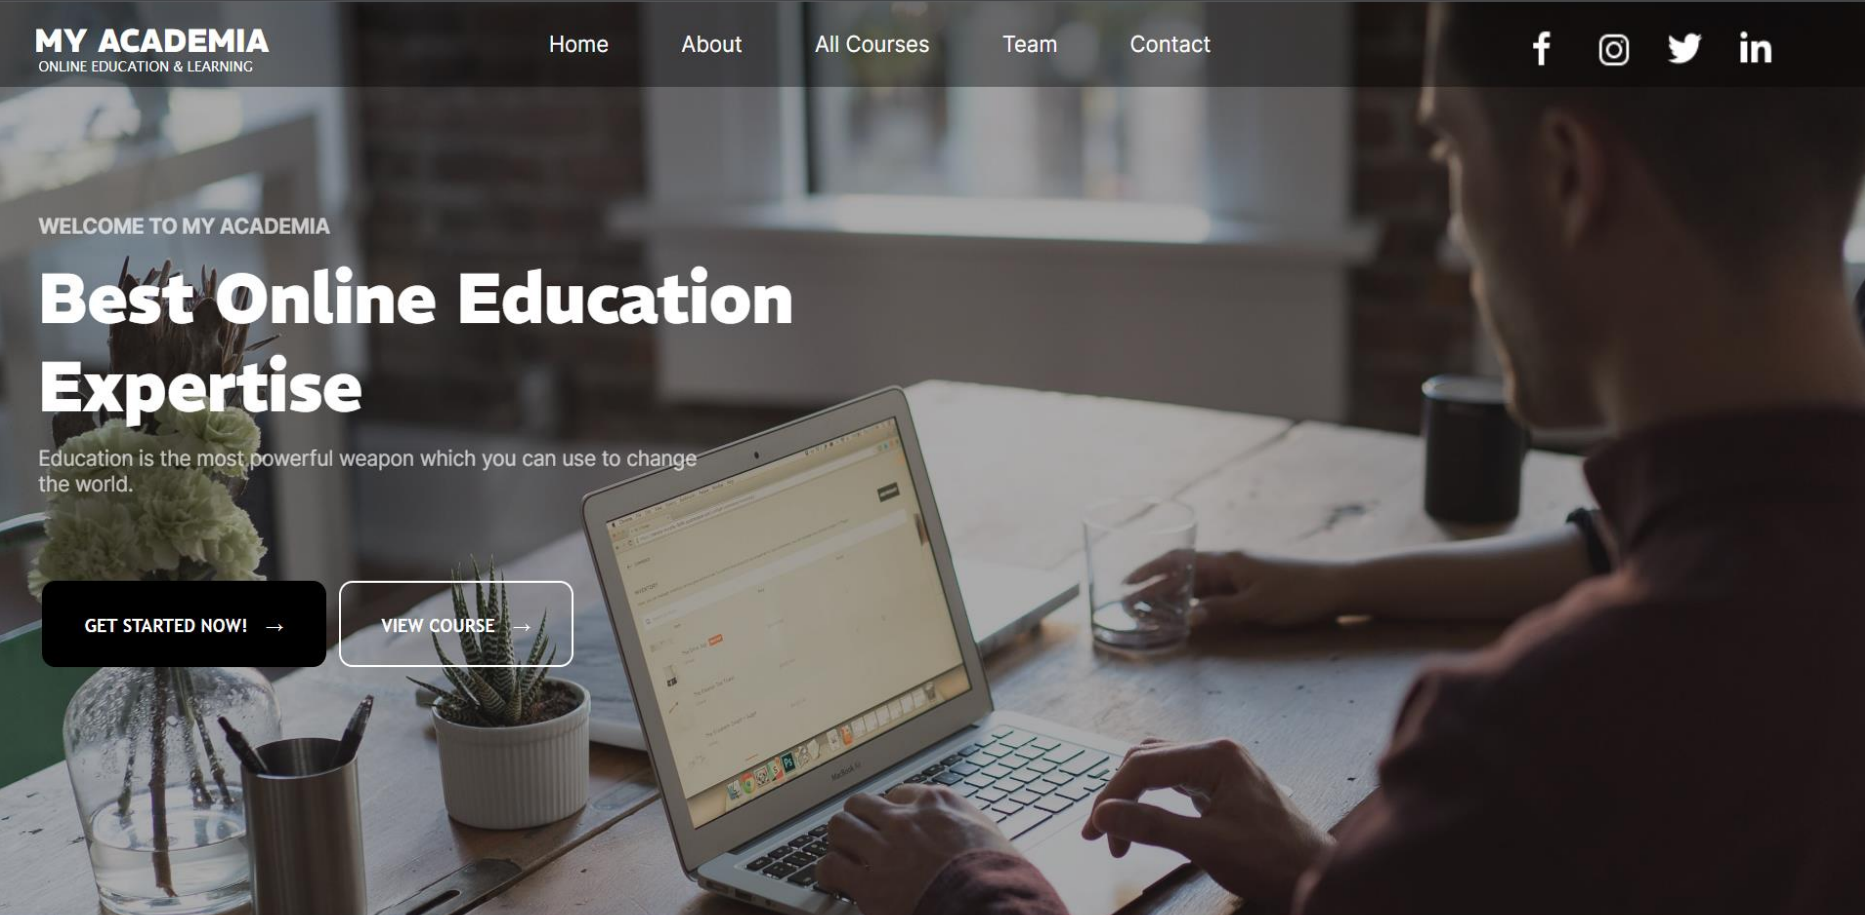 MY ACADEMIA
ONLINE EDUCATION & LEARNING
Home About All Courses Team Contact
WELCOME TO MY ACADEMIA
Best Online Education
Expertise
Education is the most powerful weapon which you can use to change
the world.
GET STARTED NOW! →
VIEW COURSE →
MacBook Air